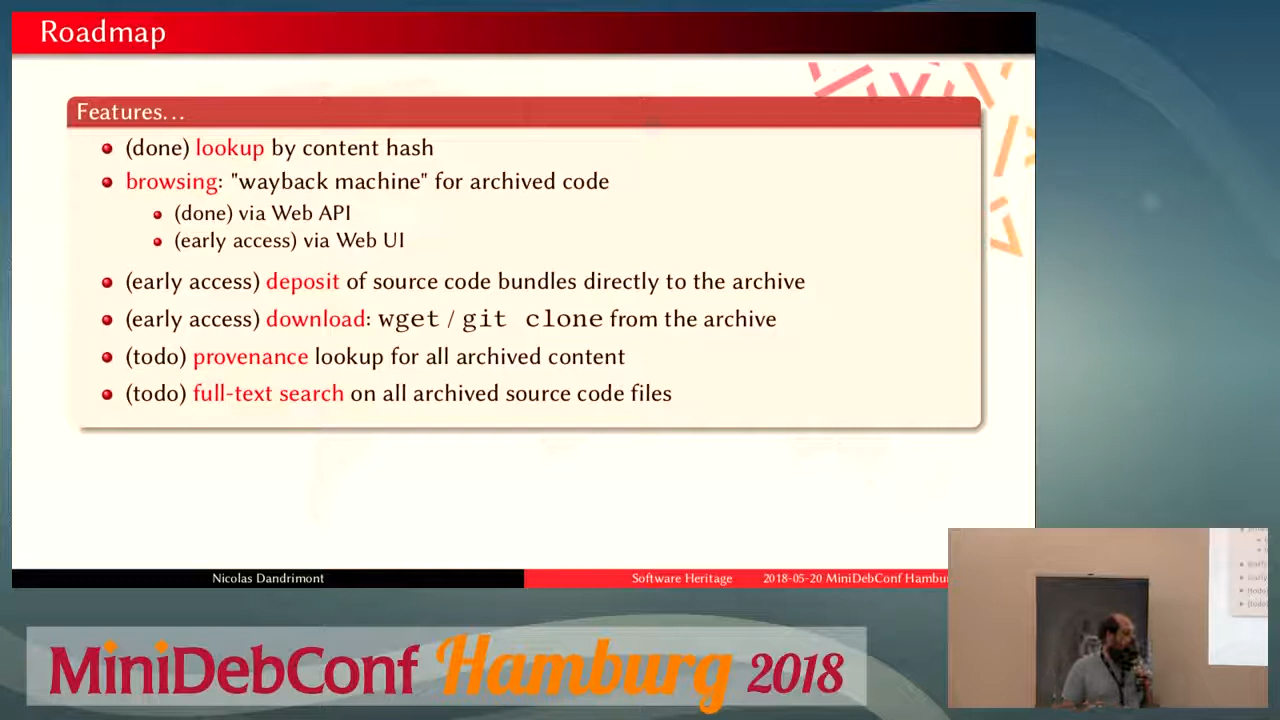 Roadmap
Features...
(done) lookup by content hash
browsing: "wayback machine" for archived code
(done) via Web API
(early access) via Web UI
(early access) deposit of source code bundles directly to the archive
(early access) download: wget / git clone from the archive
(todo) provenance lookup for all archived content
(todo) full-text search on all archived source code files
Nicolas Dandrimont
Software Heritage
2018-05-20 MiniDebConf Hambu
MiniDebConf Hamburg 2018